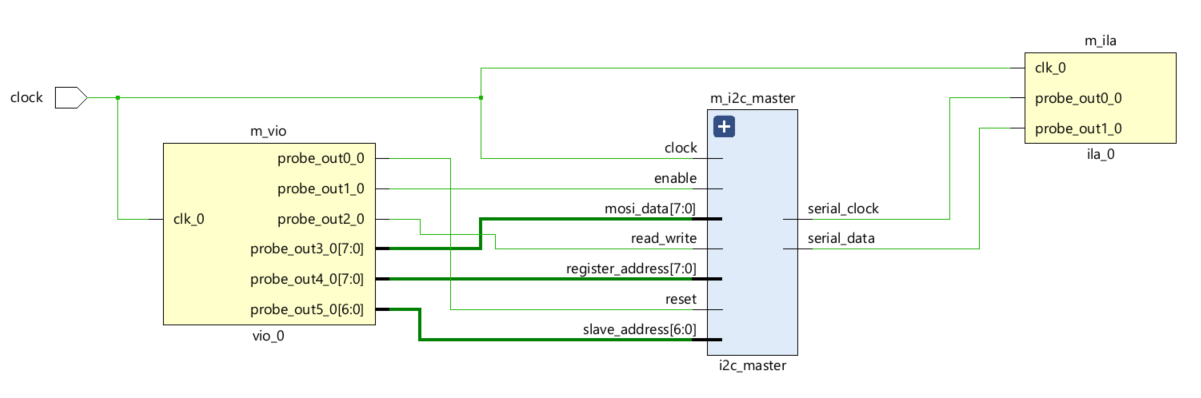 m_ila
clk_0
clock
probe_out0_0
m_i2c_master
probe_out1_0
m_vio
ila_0
clock
probe_out0_0
enable
probe_out1_0
mosi_data[7:0]
serial_clock
clk_0
probe_out2_0
read_write
serial_data
probe_out3_0[7:0]
register_address[7:0]
probe_out4_0[7:0]
reset
probe_out5_0[6:0]
slave_address[6:0]
vio_0
i2c_master